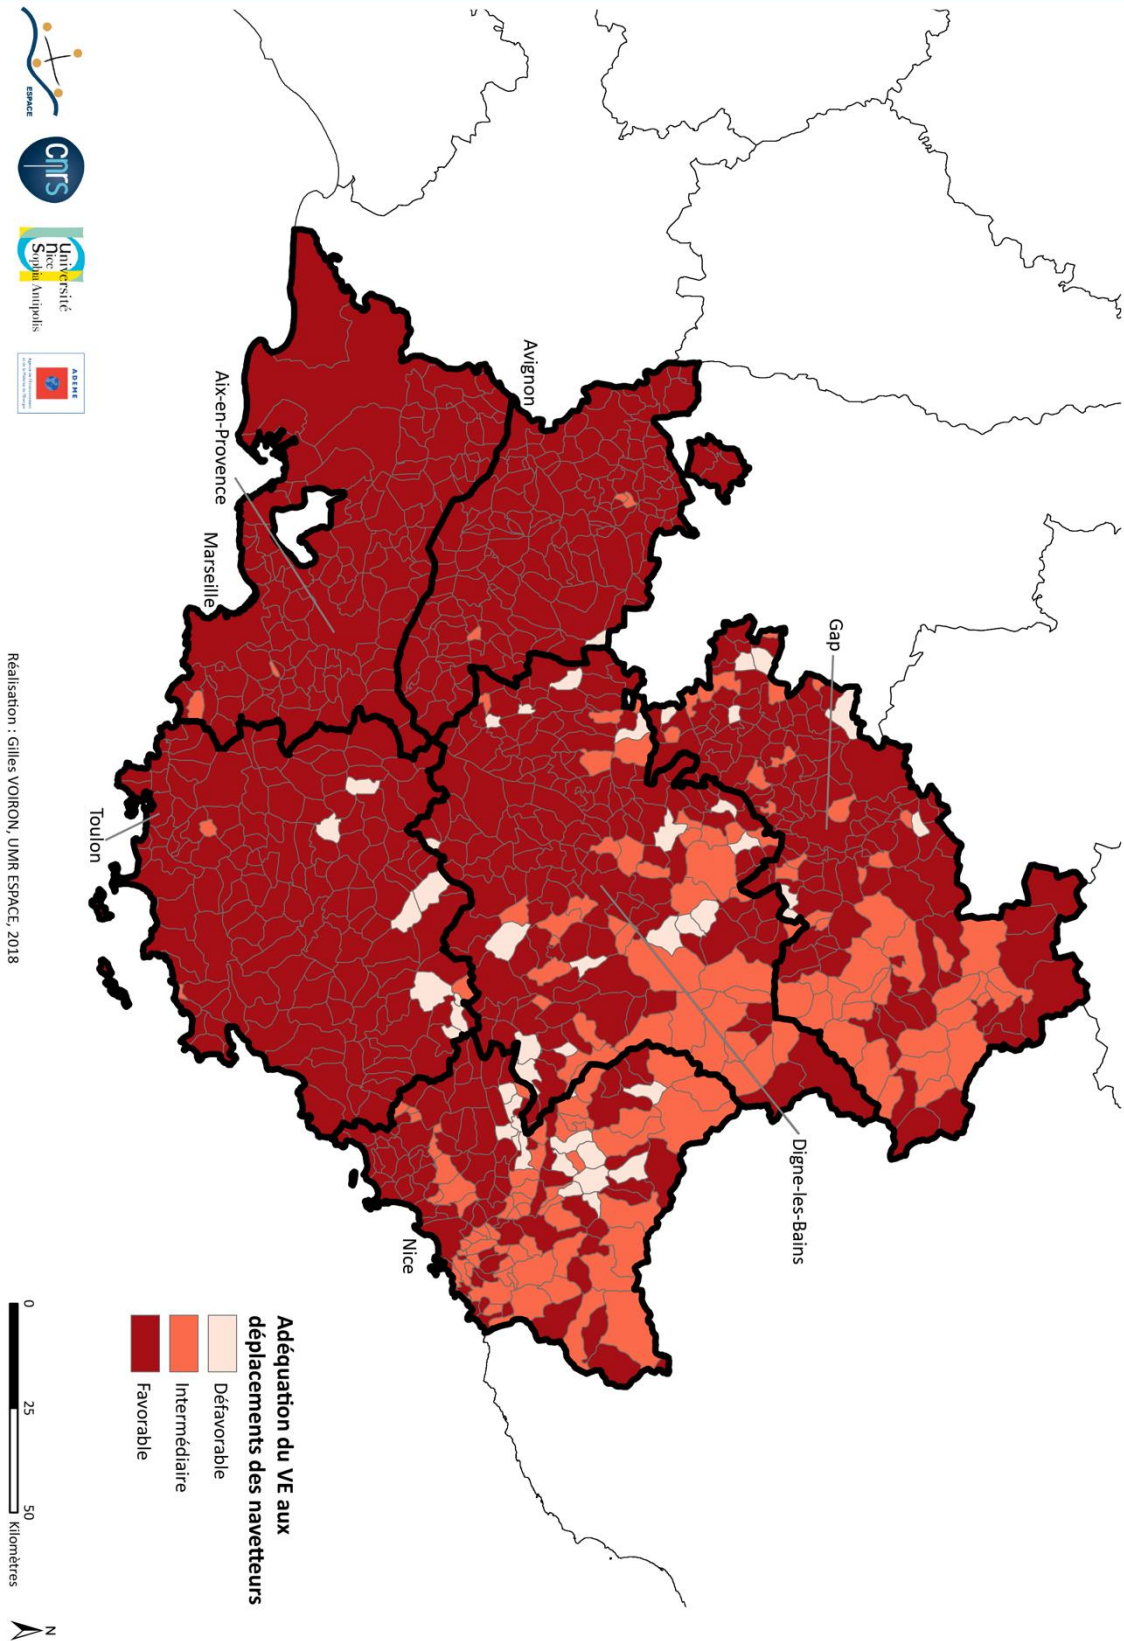 Gap
Avignon
Digne-les-Bains
Aix-en-Provence
Marseille
Toulon
Nice
Adéquation du VE aux
déplacements des navetteurs
Défavorable
Intermédiaire
Favorable
0 25 50 Kilomètres
N
ESPACE
cnrs
Université
nice
Sophia Antipolis
ADEME
Réalisation : Gilles VOIRON, UMR ESPACE, 2018